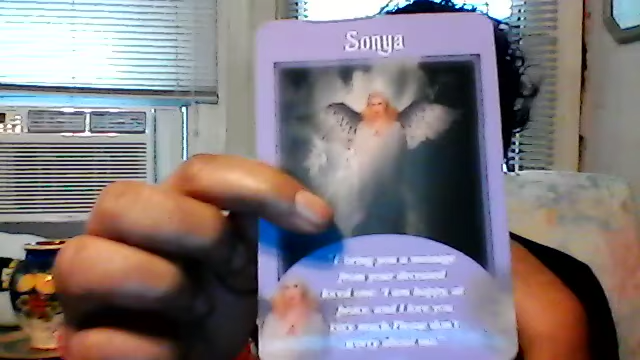 Sonya
"I bring you a message
from your deceased
loved one: 'I am happy, at
peace, and I love you
very much. Please don't
worry about me.'"